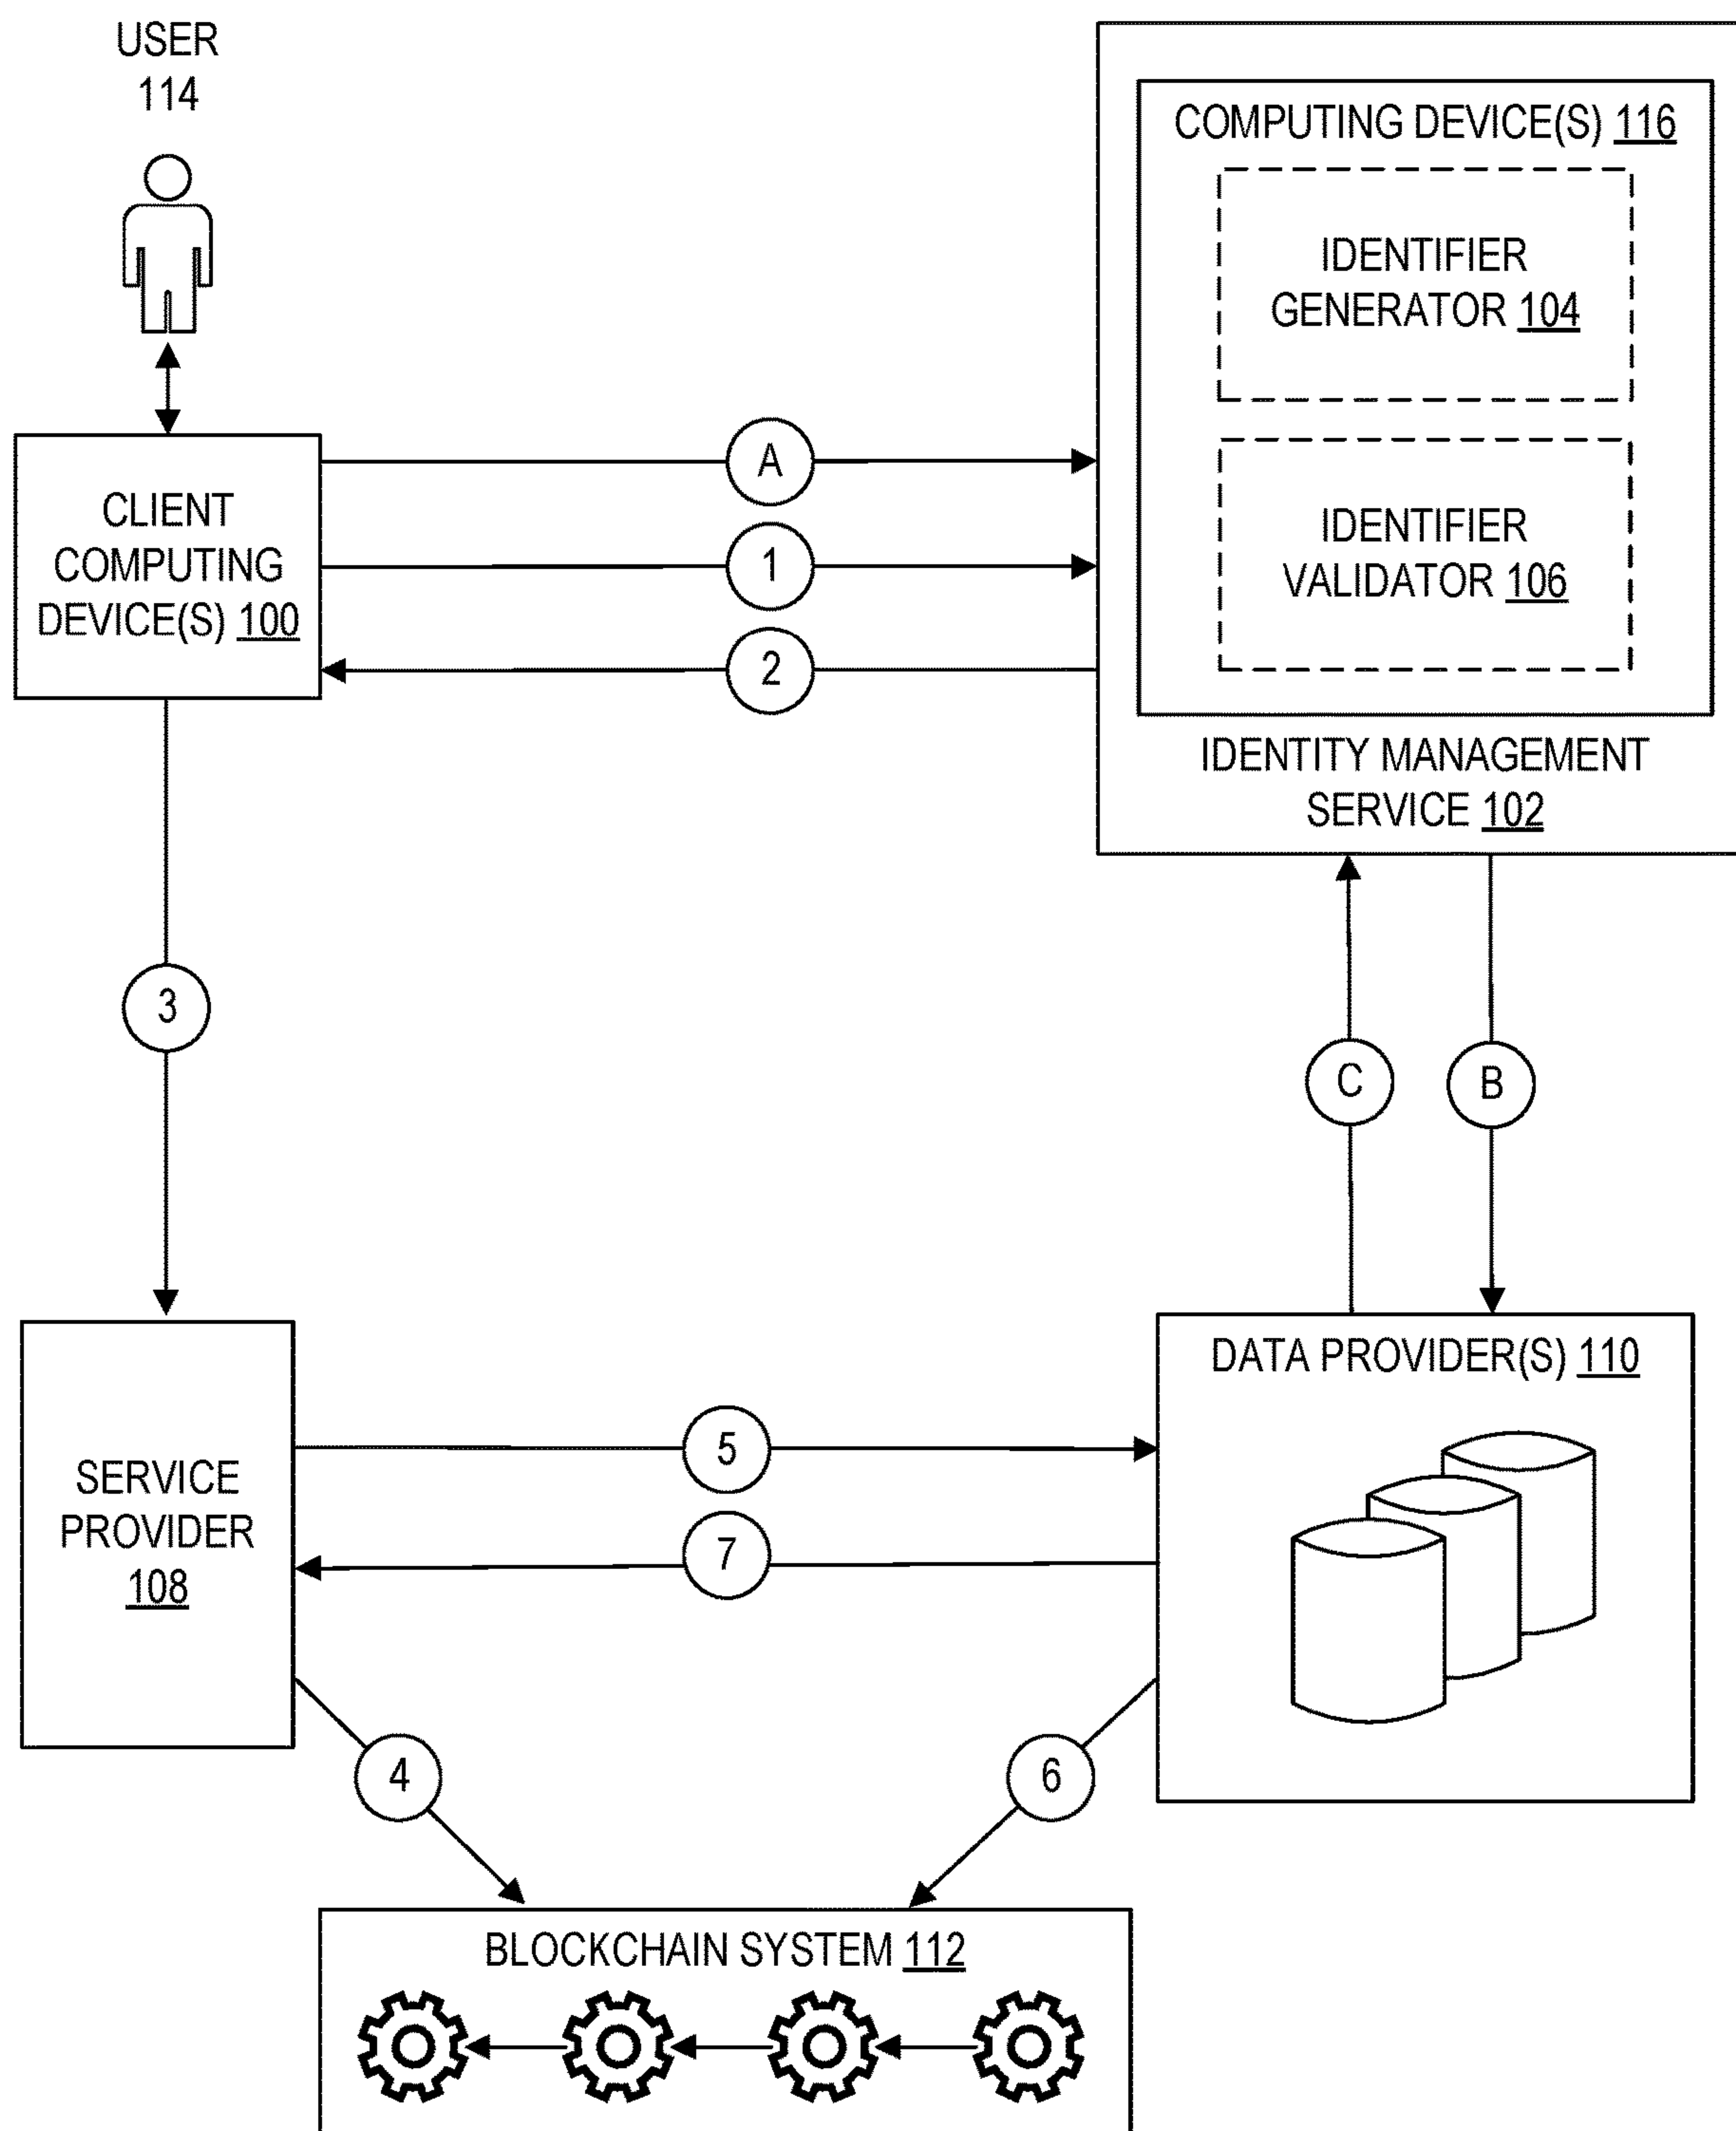 USER
114
COMPUTING DEVICE(S) 116
IDENTIFIER
GENERATOR 104
IDENTIFIER
VALIDATOR 106
IDENTITY MANAGEMENT
SERVICE 102
CLIENT
COMPUTING
DEVICE(S) 100
A
1
2
3
C
B
SERVICE
PROVIDER
108
5
7
DATA PROVIDER(S) 110
4
6
BLOCKCHAIN SYSTEM 112